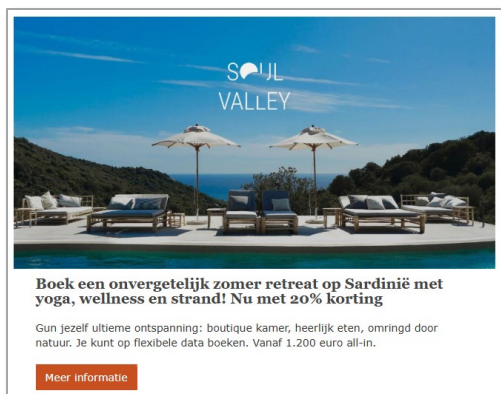 SOUL
VALLEY
Boek een onvergetelijk zomer retreat op Sardinië met
yoga, wellness en strand! Nu met 20% korting
Gun jezelf ultieme ontspanning: boutique kamer, heerlijk eten, omringd door
natuur. Je kunt op flexibele data boeken. Vanaf 1.200 euro all-in.
Meer informatie